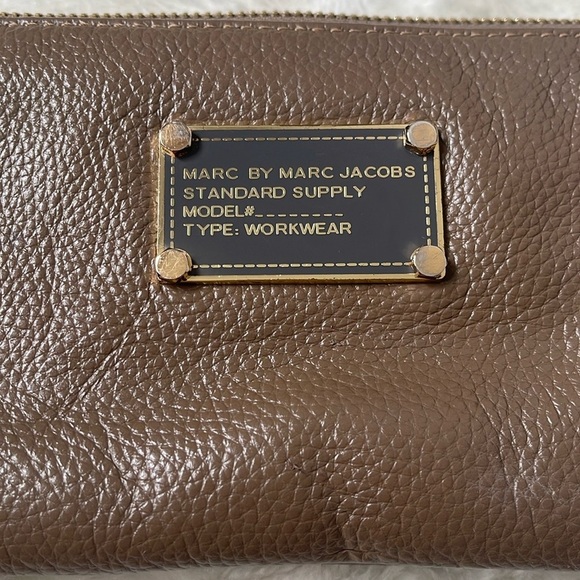 MARC BY MARC JACOBS
STANDARD SUPPLY
MODEL#________
TYPE: WORKWEAR